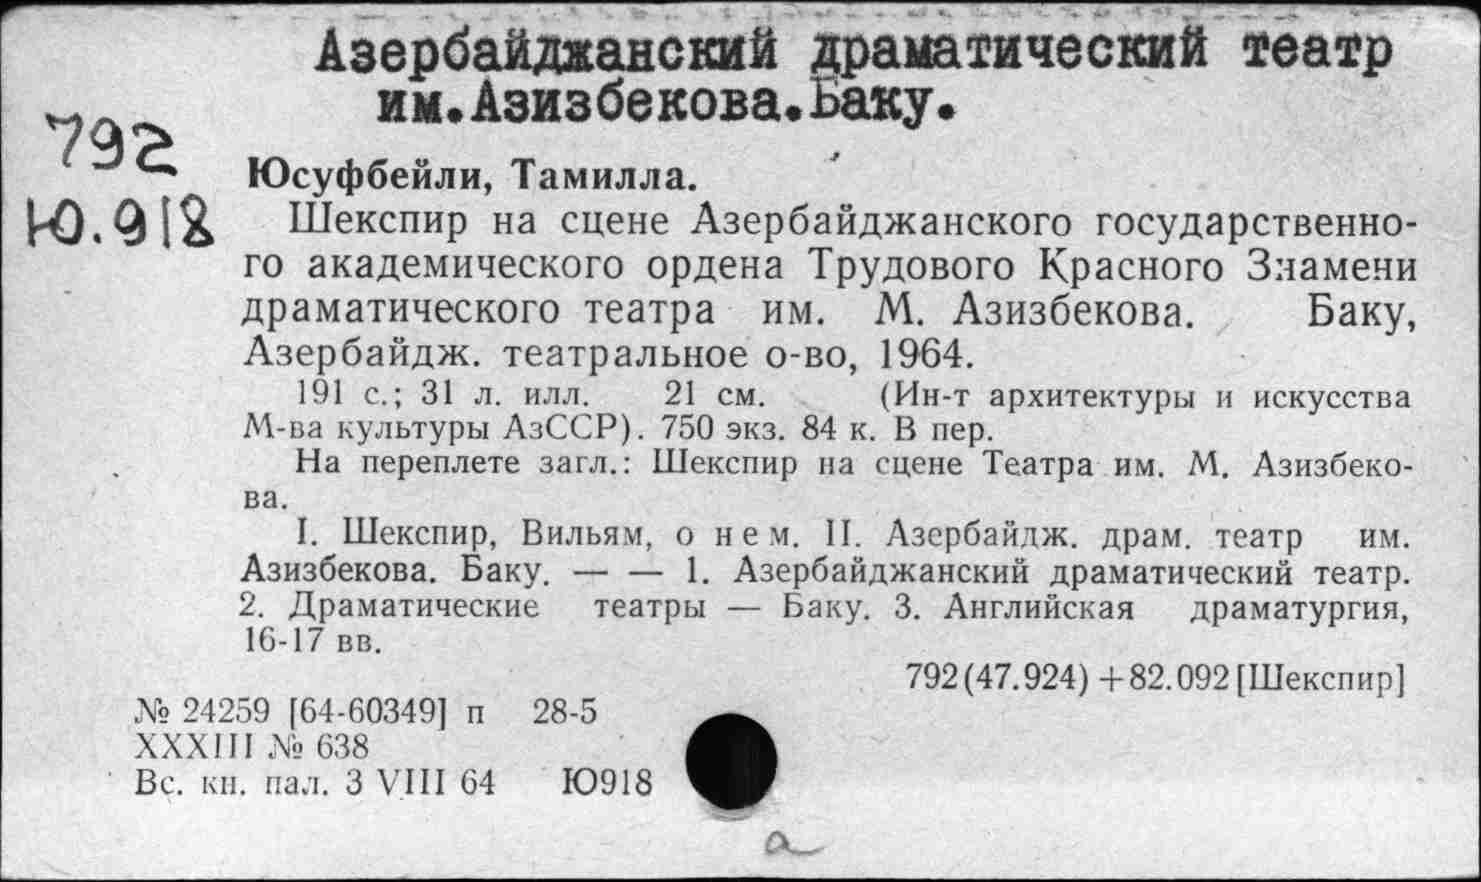 Азербайджанский драматический театр
им.Азизбекова.Баку.
792
Ю.918
Юсуфбейли, Тамилла.
Шекспир на сцене Азербайджанского государственно-
го академического ордена Трудового Красного Знамени
драматического театра им. М. Азизбекова. Баку,
Азербайдж. театральное о-во, 1964.
191 с.; 31 л. илл. 21 см. (Ин-т архитектуры и искусства
М-ва культуры АзССР). 750 экз. 84 к. В пер.
На переплете загл.: Шекспир на сцене Театра им. М. Азизбеко-
ва.
I. Шекспир, Вильям, о нем. II. Азербайдж. драм. театр им.
Азизбекова. Баку. — — 1. Азербайджанский драматический театр.
2. Драматические театры — Баку. 3. Английская драматургия,
16-17 вв.
792(47.924)+82.092[Шекспир]
№ 24259 [64-60349] п 28-5
XXXIII № 638
Вс. кн. пал. 3 VIII 64 Ю918
а